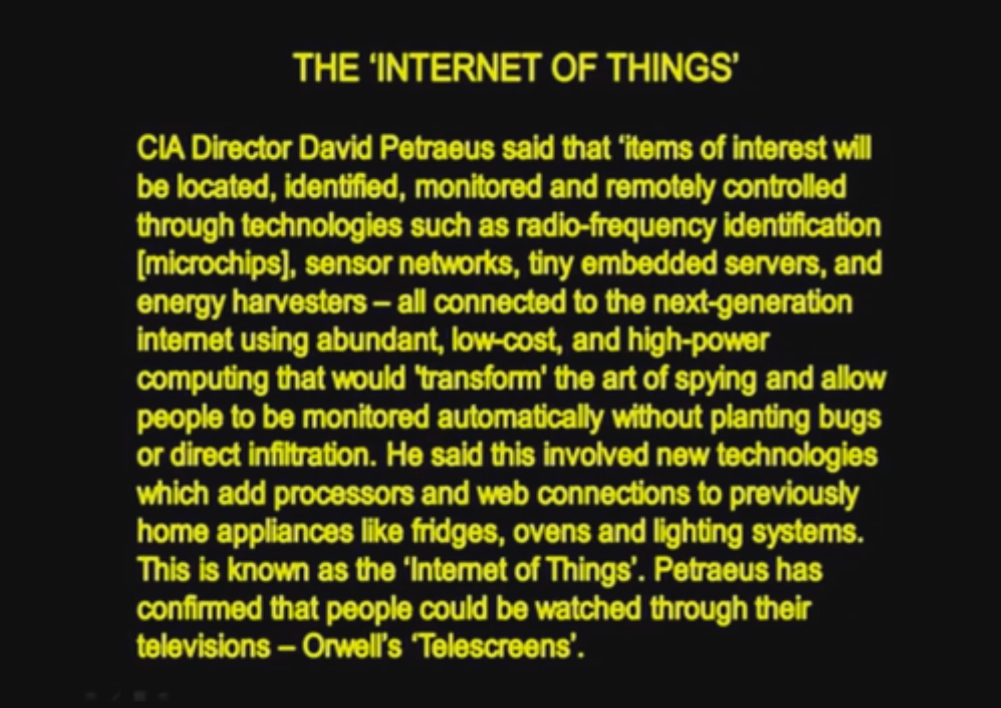 THE ‘INTERNET OF THINGS’
CIA Director David Petraeus said that ‘items of interest will
be located, identified, monitored and remotely controlled
through technologies such as radio-frequency identification
[microchips], sensor networks, tiny embedded servers, and
energy harvesters – all connected to the next-generation
internet using abundant, low-cost, and high-power
computing that would 'transform' the art of spying and allow
people to be monitored automatically without planting bugs
or direct infiltration. He said this involved new technologies
which add processors and web connections to previously
home appliances like fridges, ovens and lighting systems.
This is known as the ‘Internet of Things’. Petraeus has
confirmed that people could be watched through their
televisions – Orwell’s ‘Telescreens’.